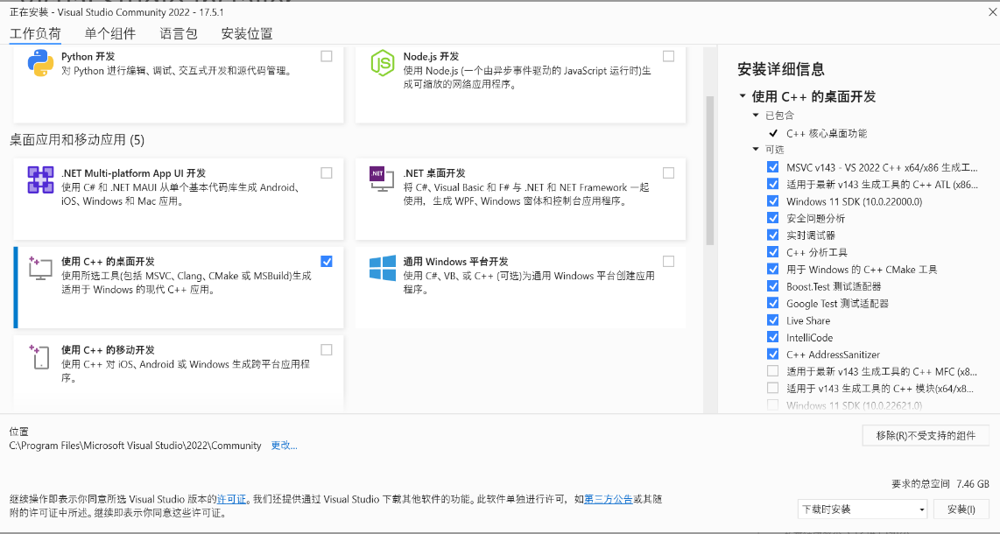 正在安装 - Visual Studio Community 2022 - 17.5.1
工作负荷 单个组件 语言包 安装位置
Python 开发
对 Python 进行编辑、调试、交互式开发和源代码管理。
Node.js 开发
使用 Node.js (一个由异步事件驱动的 JavaScript 运行时)生
成可缩放的网络应用程序。
桌面应用和移动应用 (5)
.NET Multi-platform App UI 开发
使用 C# 和 .NET MAUI 从单个基本代码库生成 Android、
iOS、Windows 和 Mac 应用。
.NET
.NET 桌面开发
将 C#、Visual Basic 和 F# 与 .NET 和 NET Framework 一起
使用，生成 WPF、Windows 窗体和控制台应用程序。
使用 C++ 的桌面开发
使用所选工具(包括 MSVC、Clang、CMake 或 MSBuild)生成
适用于 Windows 的现代 C++ 应用。
通用 Windows 平台开发
使用 C#、VB、或 C++ (可选)为通用 Windows 平台创建应用
程序。
使用 C++ 的移动开发
使用 C++ 对 iOS、Android 或 Windows 生成跨平台应用程
序。
安装详细信息
使用 C++ 的桌面开发
已包含
C++ 核心桌面功能
可选
MSVC v143 - VS 2022 C++ x64/x86 生成工...
适用于最新 v143 生成工具的 C++ ATL (x86...
Windows 11 SDK (10.0.22000.0)
安全问题分析
实时调试器
C++ 分析工具
用于 Windows 的 C++ CMake 工具
Boost.Test 测试适配器
Google Test 测试适配器
Live Share
IntelliCode
C++ AddressSanitizer
适用于最新 v143 生成工具的 C++ MFC (x8...
适用于 v143 生成工具的 C++ 模块(x64/x8...
Windows 11 SDK (10.0.22621.0)
位置
C:\Program Files\Microsoft Visual Studio\2022\Community 更改...
移除(R)不受支持的组件
要求的总空间 7.46 GB
继续操作即表示你同意所选 Visual Studio 版本的许可证。我们还提供通过 Visual Studio 下载其他软件的功能。此软件单独进行许可，如第三方公告或其随
附的许可证中所述。继续即表示你同意这些许可证。
下载时安装 安装(I)